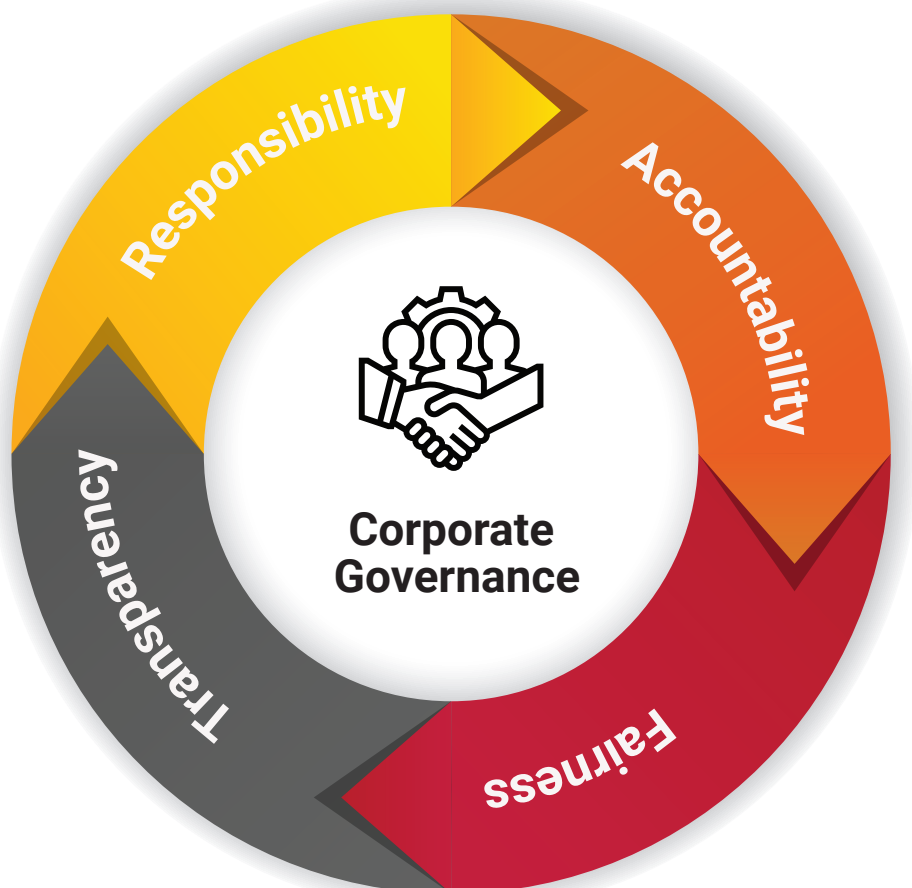 Responsibility
Accountability
Fairness
Transparency
Corporate
Governance